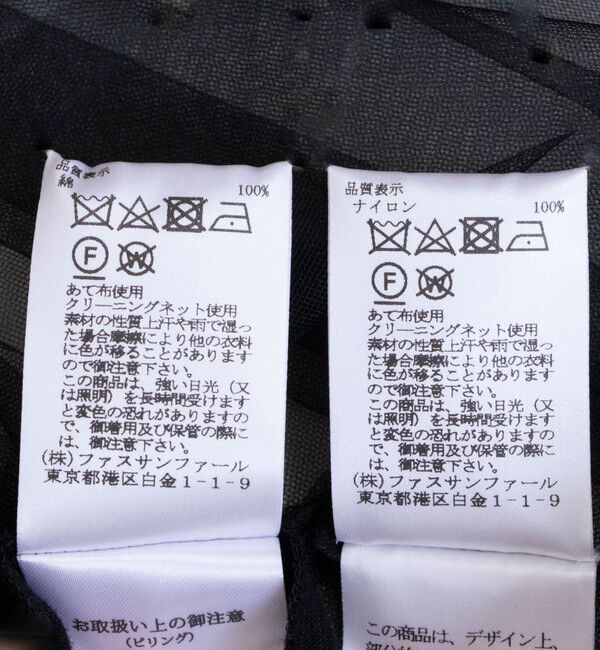 品質表示
綿 100%
F W
あて布使用
クリーニングネット使用
素材の性質上汗や雨で湿っ
た場合摩擦により他の衣料
に色が移ることがあります
ので御注意下さい。
この商品は、強い日光(又
は照明)を長時間受けます
と変色の恐れがありますの
で、御着用及び保管の際に
は、御注意下さい。
(株)ファスサンファール
東京都港区白金1-1-9
お取扱い上の御注意
(ピリング)
品質表示
ナイロン 100%
F W
あて布使用
クリーニングネット使用
素材の性質上汗や雨で湿っ
た場合摩擦により他の衣料
に色が移ることがあります
ので御注意下さい。
この商品は、強い日光(又
は照明)を長時間受けます
と変色の恐れがありますの
で、御着用及び保管の際に
は、御注意下さい。
(株)ファスサンファール
東京都港区白金1-1-9
この商品は、デザイン上、